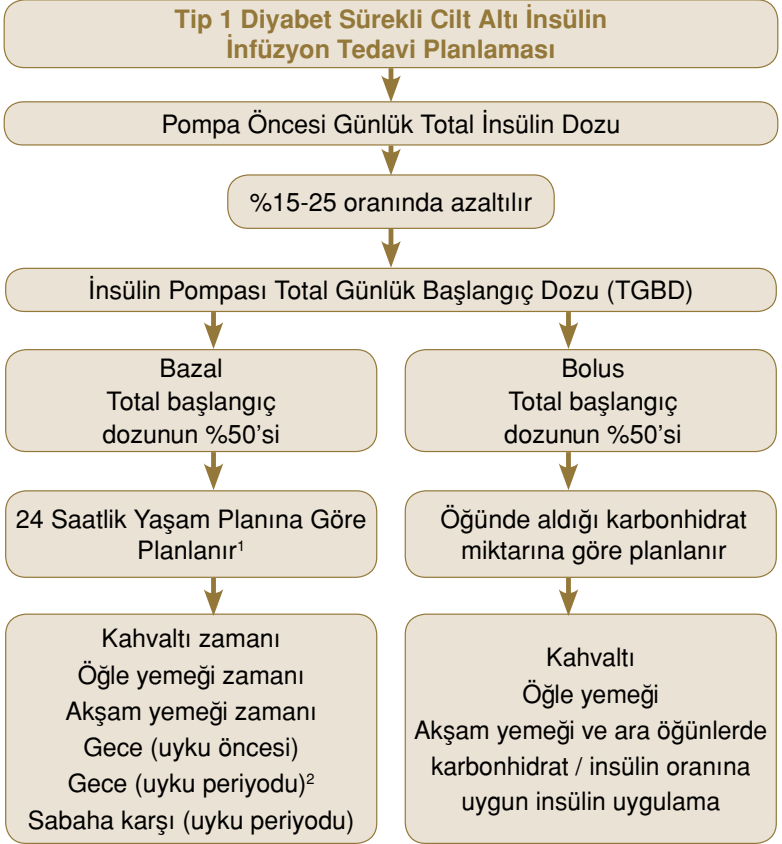 Tip 1 Diyabet Sürekli Cilt Altı İnsülin
İnfüzyon Tedavi Planlaması
Pompa Öncesi Günlük Total İnsülin Dozu
%15-25 oranında azaltılır
İnsülin Pompası Total Günlük Başlangıç Dozu (TGBD)
Bazal
Total başlangıç
dozunun %50'si
Bolus
Total başlangıç
dozunun %50'si
24 Saatlik Yaşam Planına Göre
Planlanır¹
Öğünde aldığı karbonhidrat
miktarına göre planlanır
Kahvaltı zamanı
Öğle yemeği zamanı
Akşam yemeği zamanı
Gece (uyku öncesi)
Gece (uyku periyodu)²
Sabaha karşı (uyku periyodu)
Kahvaltı
Öğle yemeği
Akşam yemeği ve ara öğünlerde
karbonhidrat / insülin oranına
uygun insülin uygulama